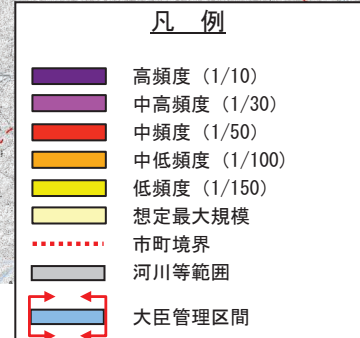 凡　例
高頻度（1/10）
中高頻度（1/30）
中頻度（1/50）
中低頻度（1/100）
低頻度（1/150）
想定最大規模
市町境界
河川等範囲
大臣管理区間